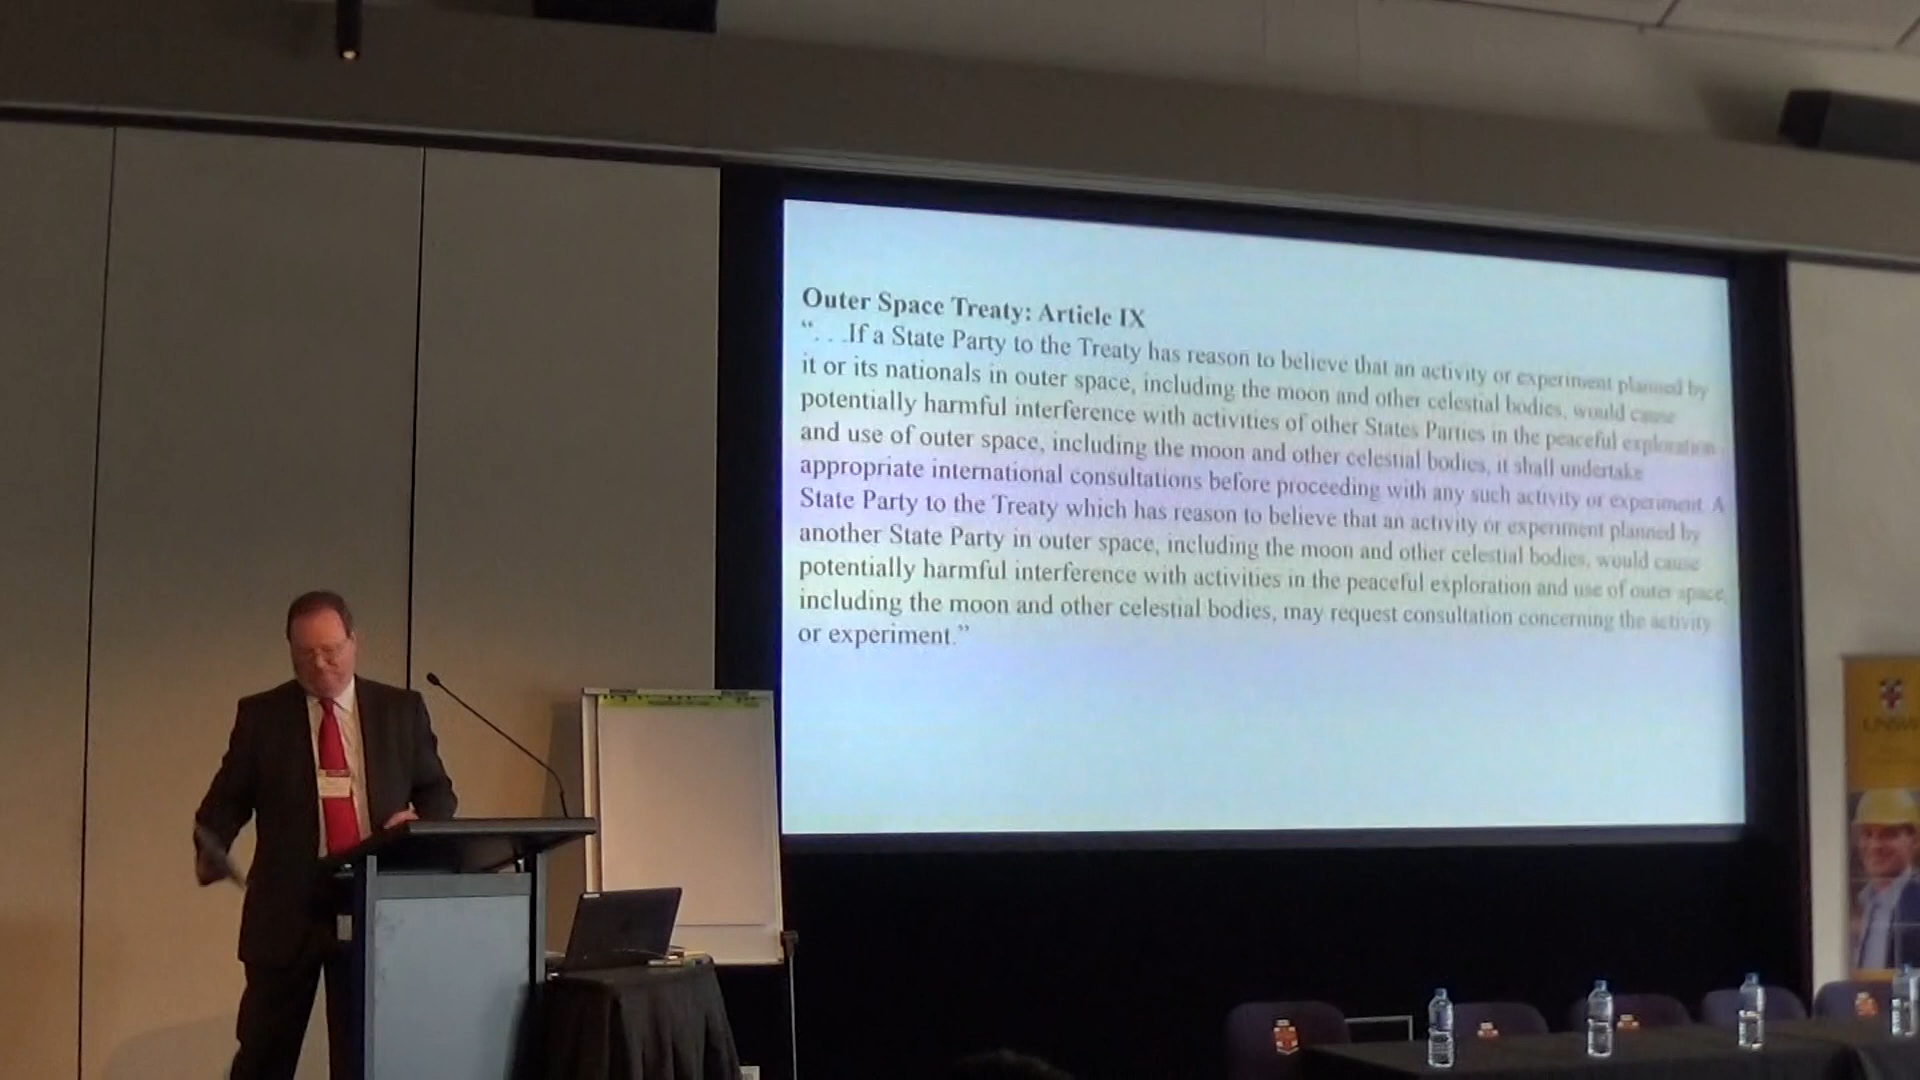 Outer Space Treaty: Article IX
“. . .If a State Party to the Treaty has reason to believe that an activity or experiment planned by
it or its nationals in outer space, including the moon and other celestial bodies, would cause
potentially harmful interference with activities of other States Parties in the peaceful exploration
and use of outer space, including the moon and other celestial bodies, it shall undertake
appropriate international consultations before proceeding with any such activity or experiment. A
State Party to the Treaty which has reason to believe that an activity or experiment planned by
another State Party in outer space, including the moon and other celestial bodies, would cause
potentially harmful interference with activities in the peaceful exploration and use of outer space,
including the moon and other celestial bodies, may request consultation concerning the activity
or experiment.”
UNSW